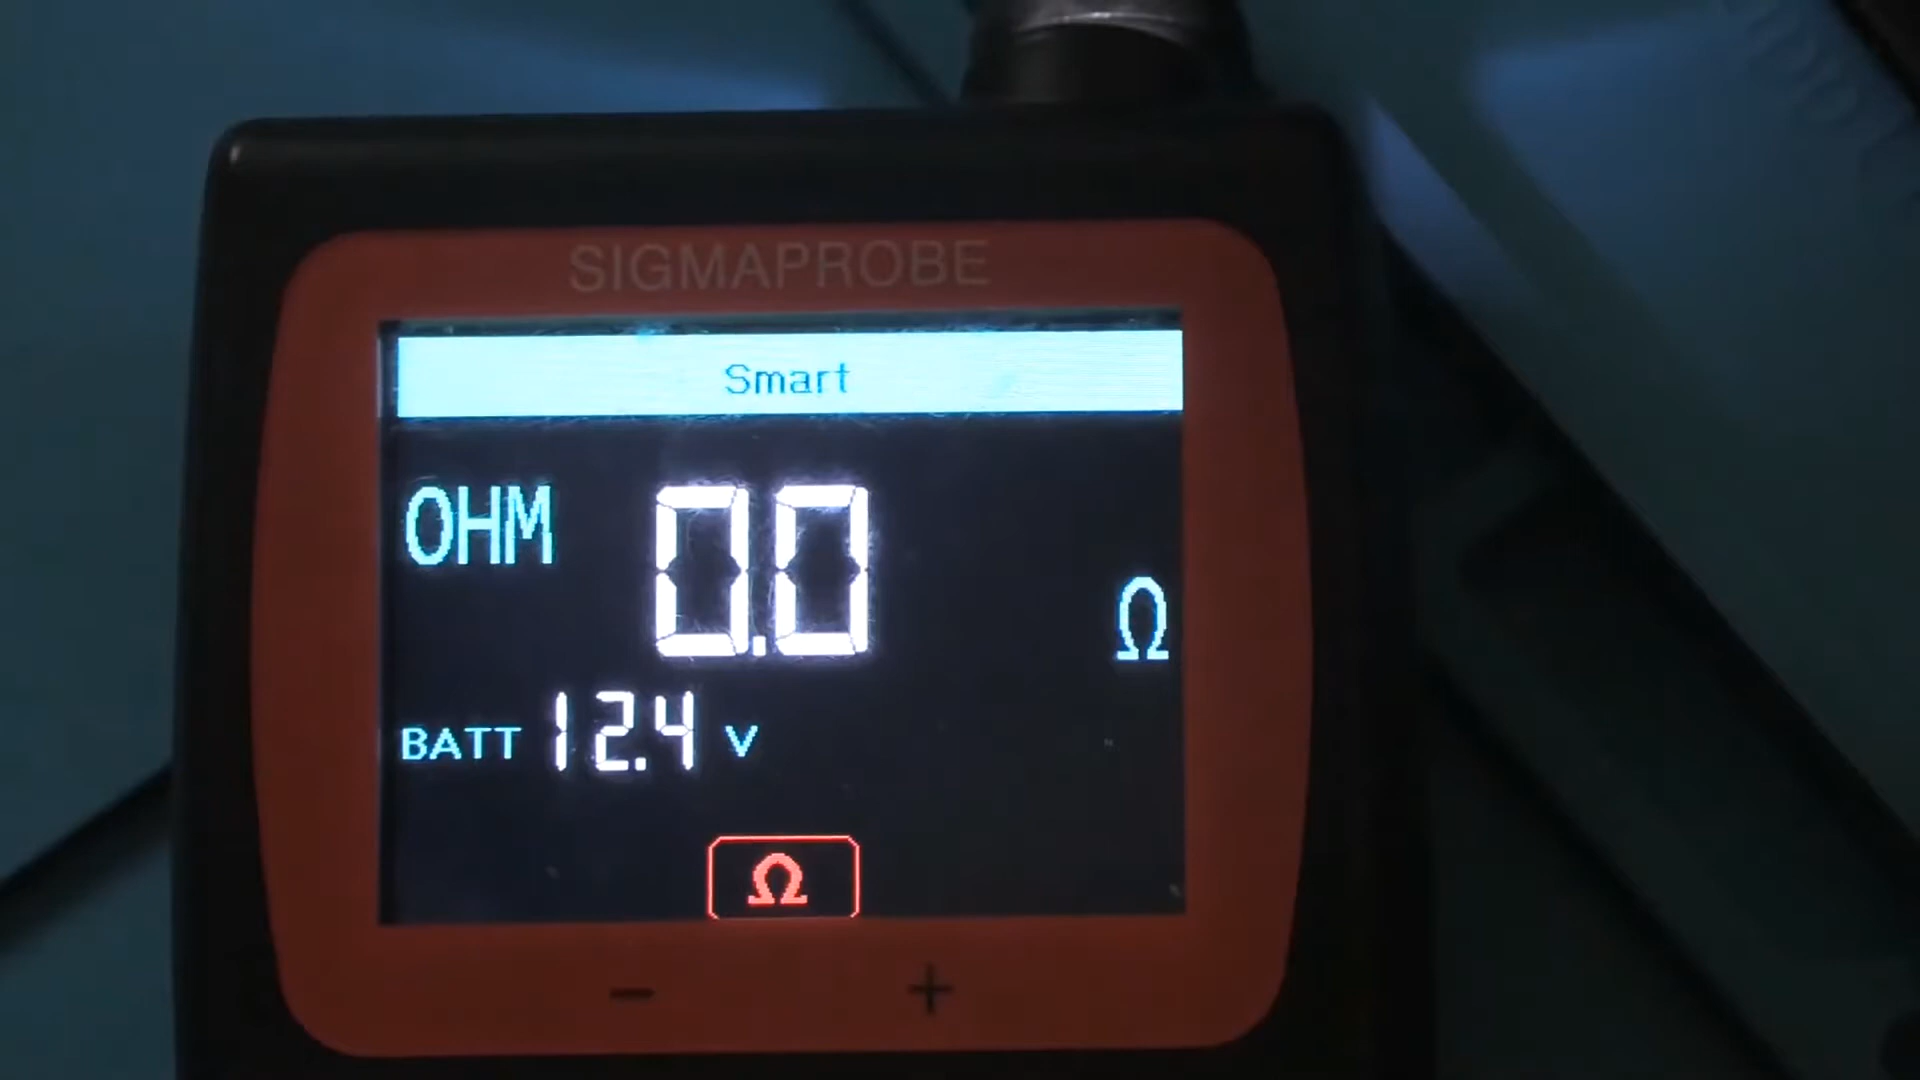 SIGMAPROBE
Smart
OHM 0.0 Ω
BATT 12.4 V
Ω
- +